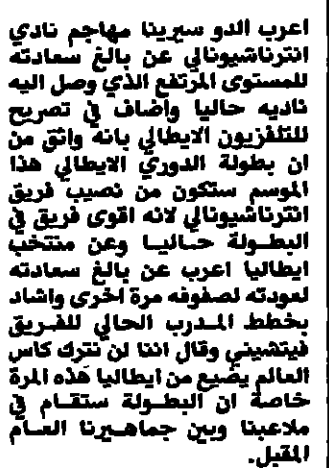 اعرب الدو سيرينا مهاجم نادي
انترناشيونالي عن بالغ سعادته
للمستوى المرتفع الذي وصل اليه
ناديه حاليا وأضاف في تصريح
للتلفزيون الايطالي بانه واثق من
ان بطولة الدوري الايطالي هذا
الموسم ستكون من نصيب فريق
انترناشيونالي لانه اقوى فريق في
البطولة حاليا وعن منتخب
ايطاليا اعرب عن بالغ سعادته
لعودته لصفوفه مرة اخرى واشاد
بخطط المدرب الحالي للفريق
فيتشيني وقال اننا لن نترك كاس
العالم يضيع من ايطاليا هذه المرة
خاصة ان البطولة ستقام في
ملاعبنا وبين جماهيرنا العام
المقبل.